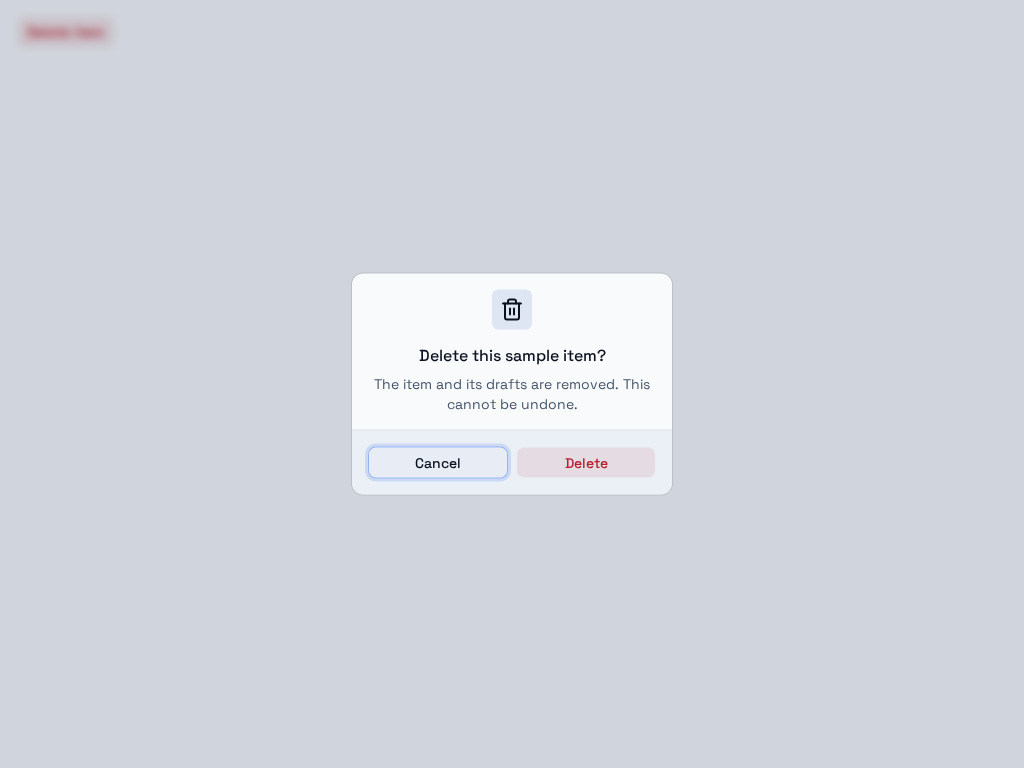 Delete this sample item?
The item and its drafts are removed. This
cannot be undone.
Cancel
Delete